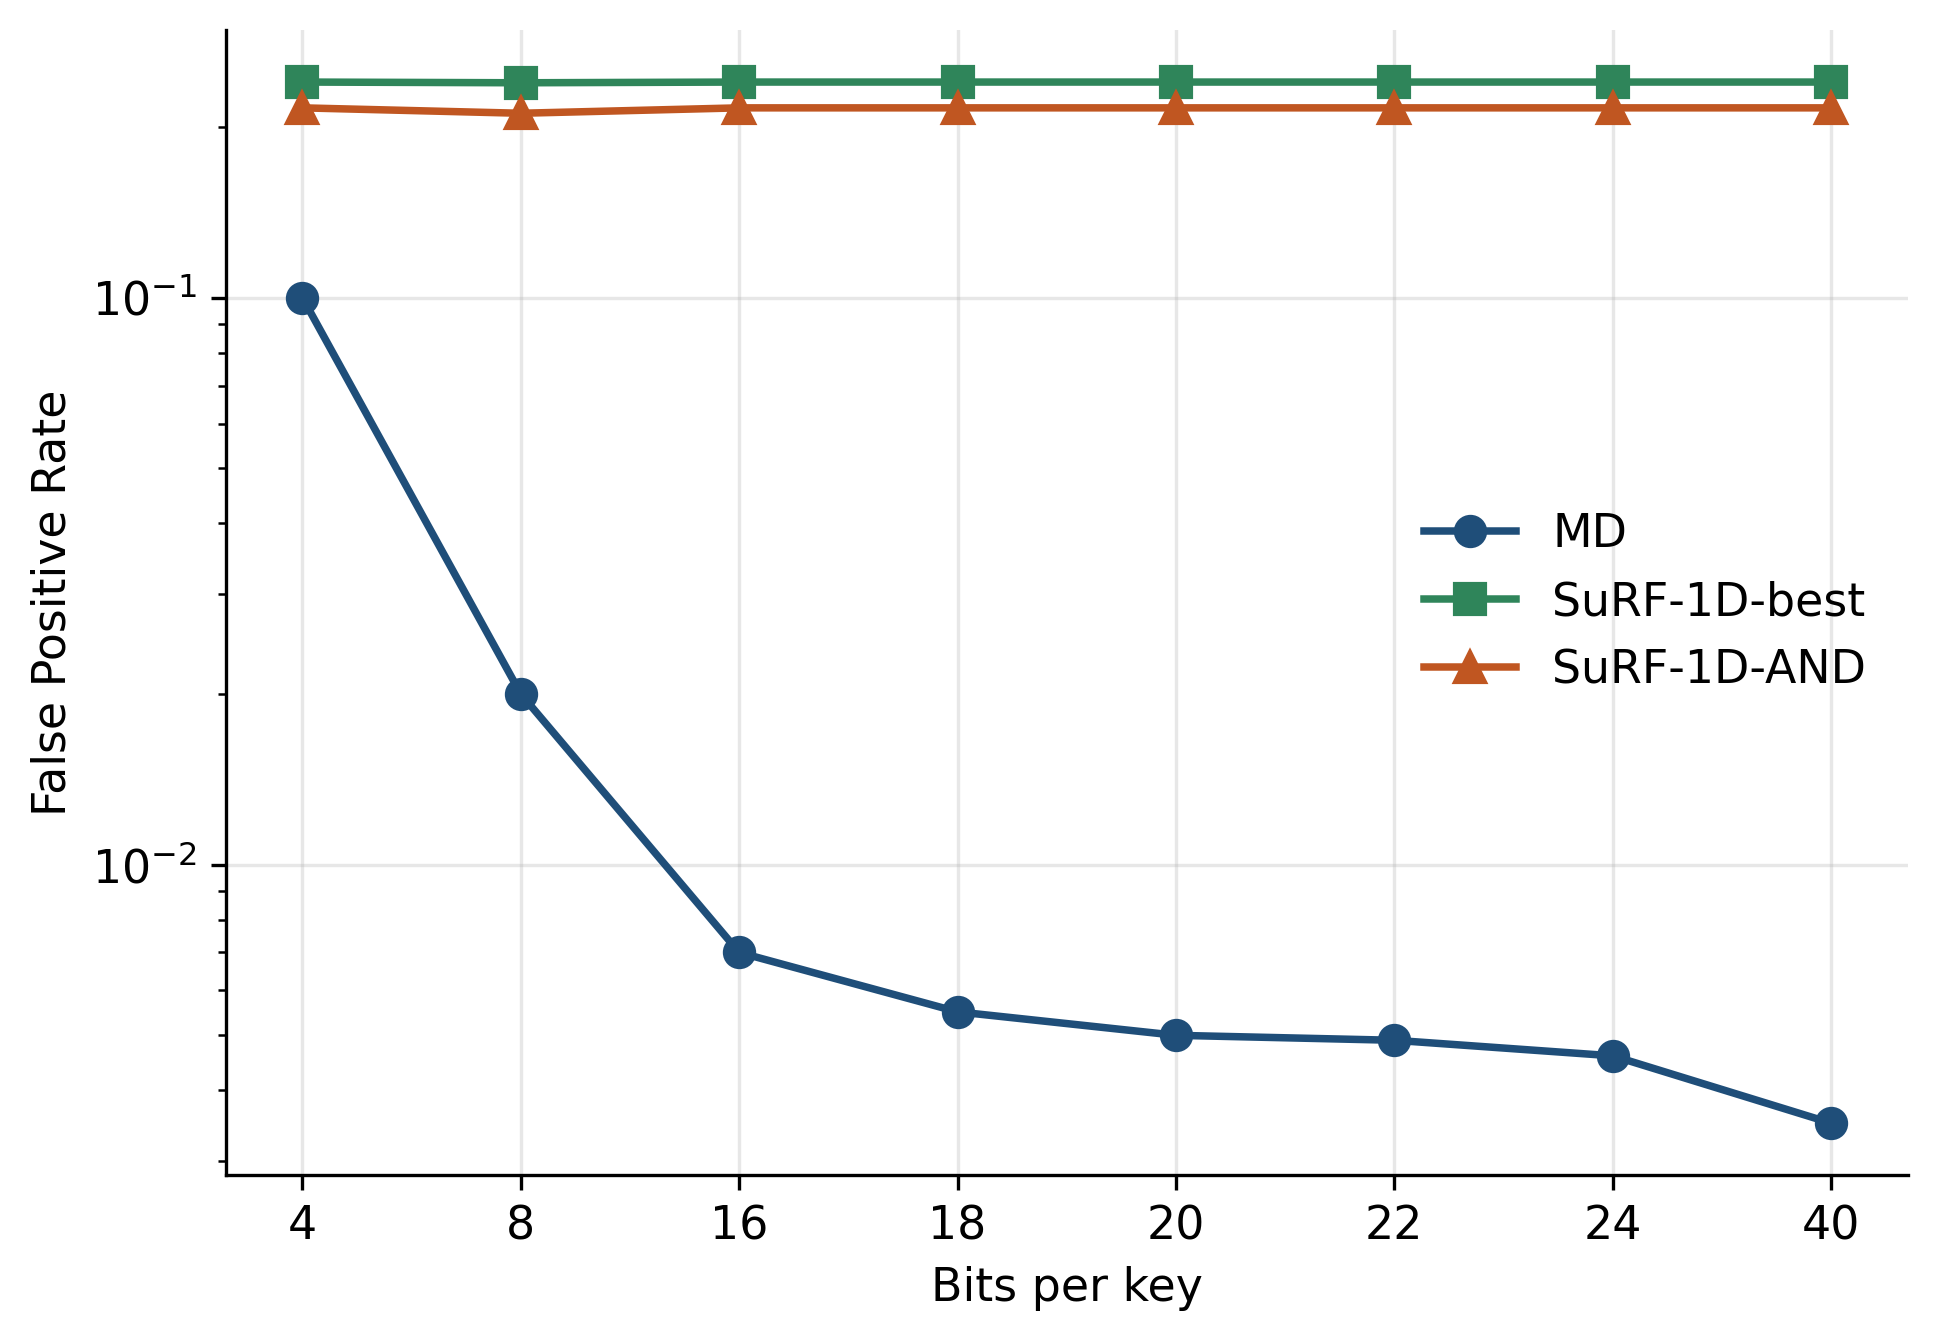 10⁻¹
10⁻²
False Positive Rate
MD
SuRF-1D-best
SuRF-1D-AND
4 8 16 18 20 22 24 40
Bits per key